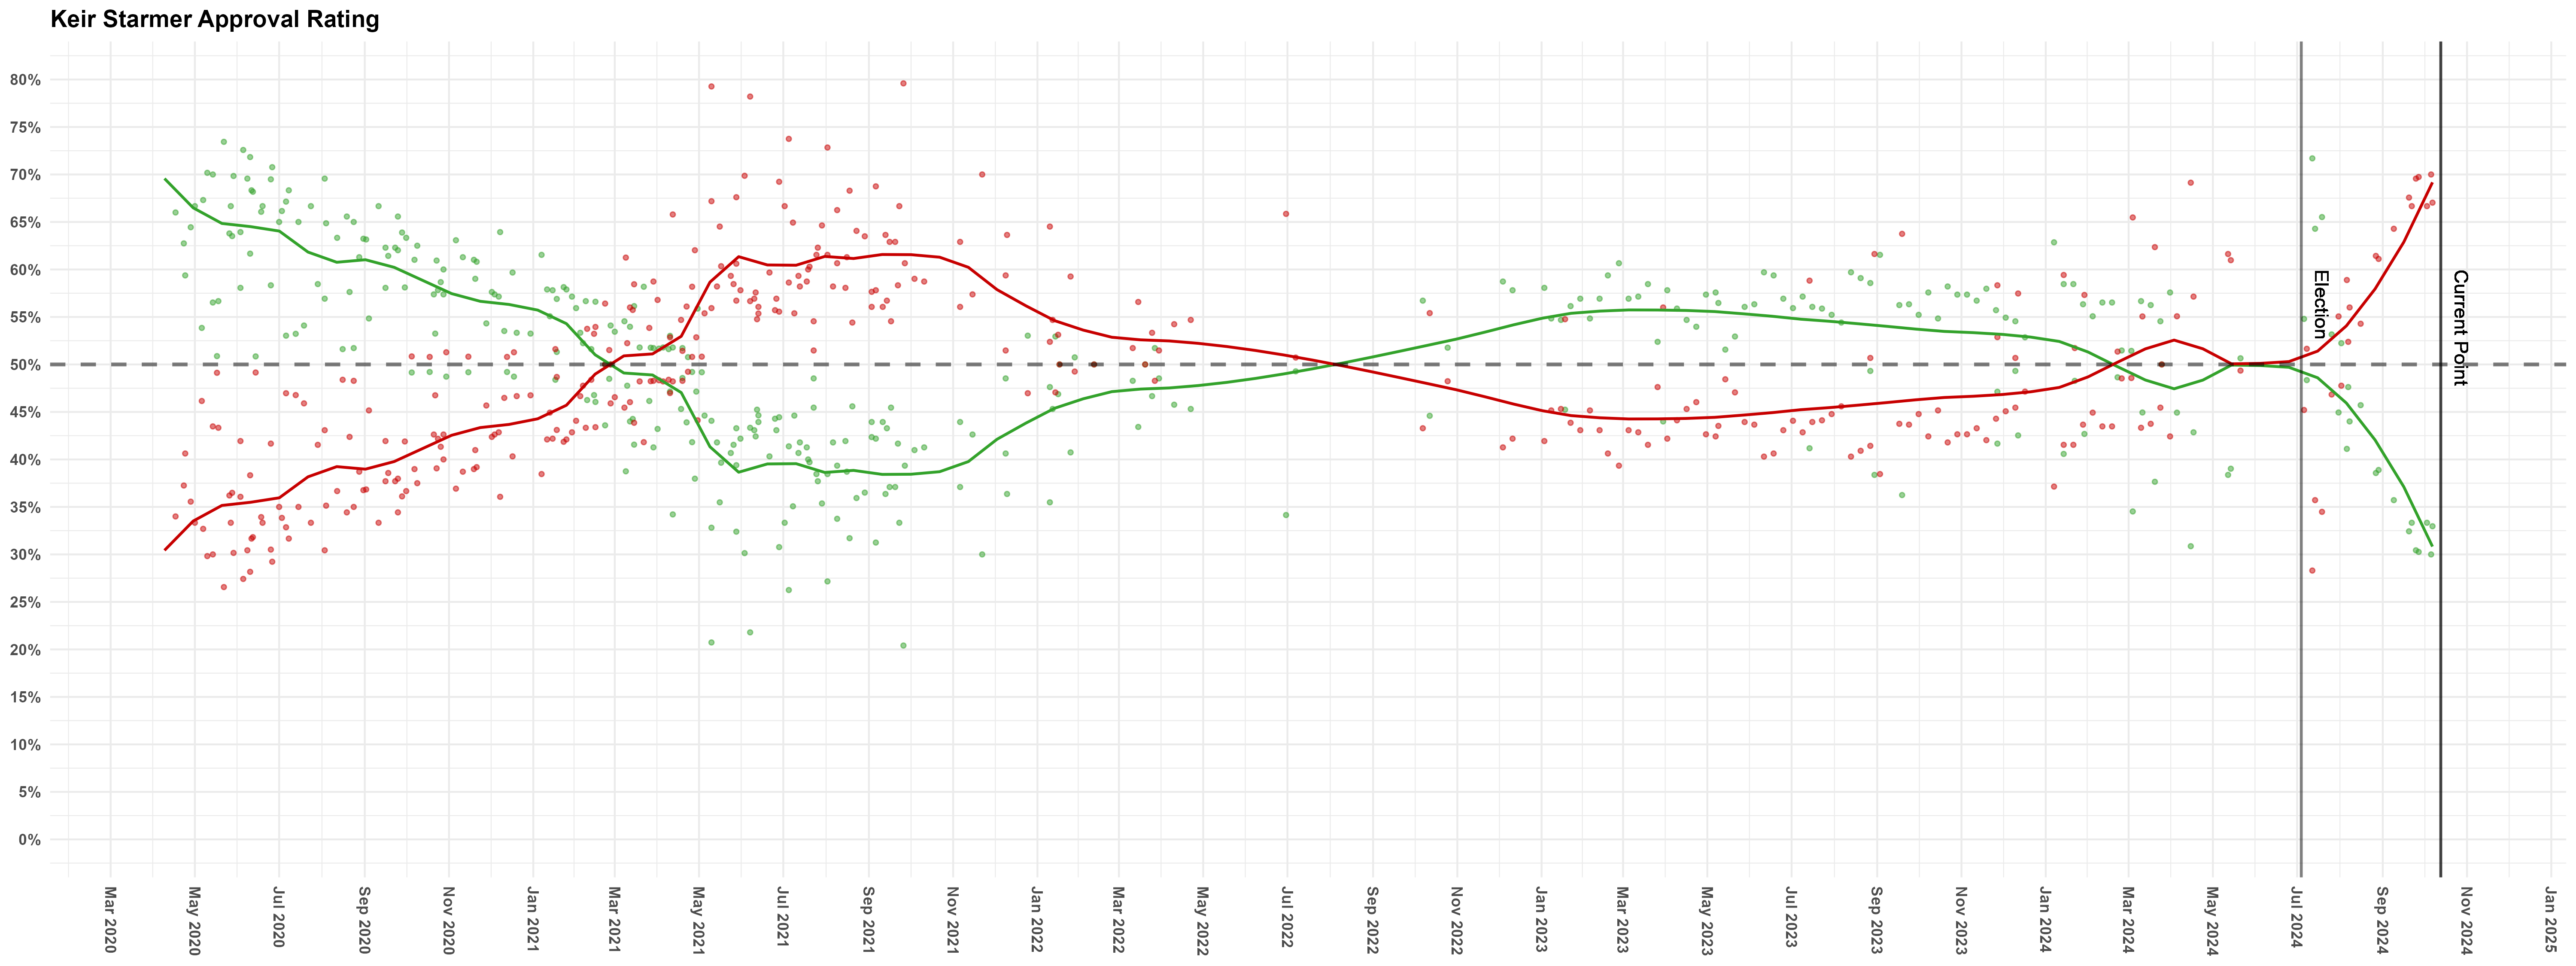 Keir Starmer Approval Rating
80%
75%
70%
65%
60%
55%
50%
45%
40%
35%
30%
25%
20%
15%
10%
5%
0%
Election
Current Point
Mar 2020
May 2020
Jul 2020
Sep 2020
Nov 2020
Jan 2021
Mar 2021
May 2021
Jul 2021
Sep 2021
Nov 2021
Jan 2022
Mar 2022
May 2022
Jul 2022
Sep 2022
Nov 2022
Jan 2023
Mar 2023
May 2023
Jul 2023
Sep 2023
Nov 2023
Jan 2024
Mar 2024
May 2024
Jul 2024
Sep 2024
Nov 2024
Jan 2025